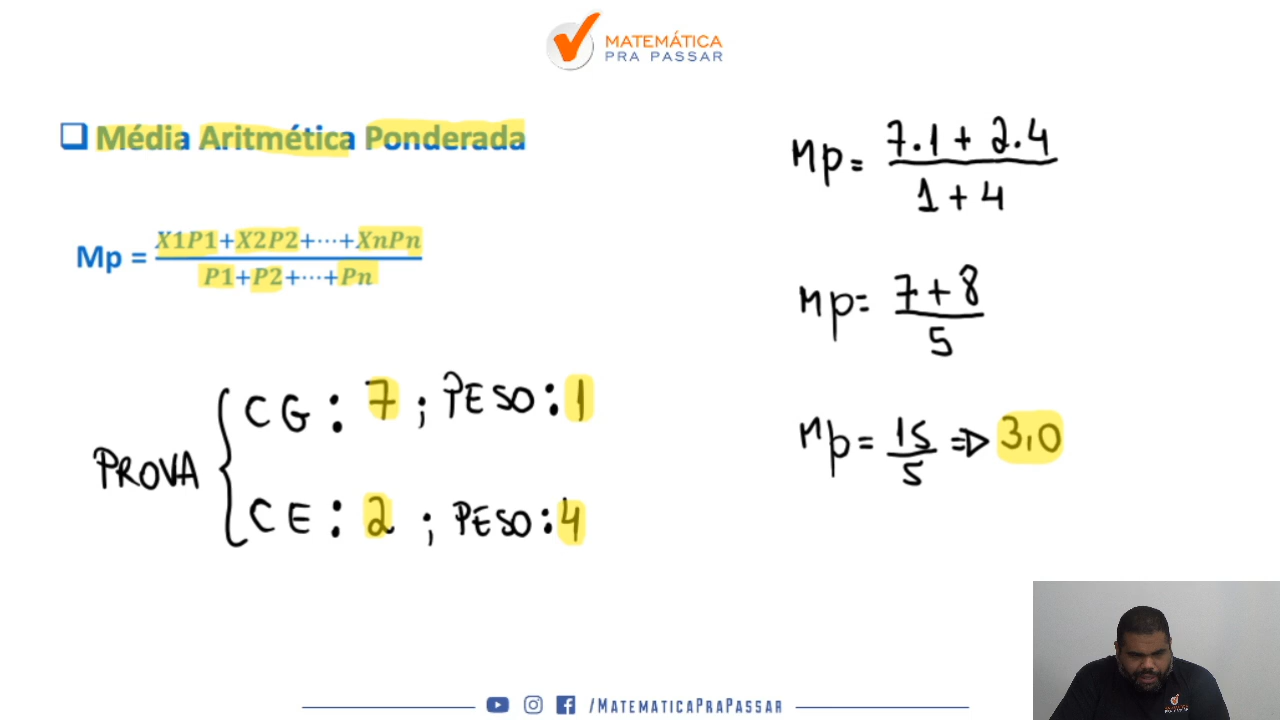 MATEMÁTICA
PRA PASSAR
Média Aritmética Ponderada
Mp = X1P1+X2P2+⋯+XnPn
P1+P2+⋯+Pn
PROVA
CG: 7 ; PESO: 1
CE: 2 ; PESO: 4
Mp = 7.1 + 2.4
1 + 4
Mp = 7 + 8
5
Mp = 15
5
⇒ 3,0
/MATEMATICAPRAPASSAR